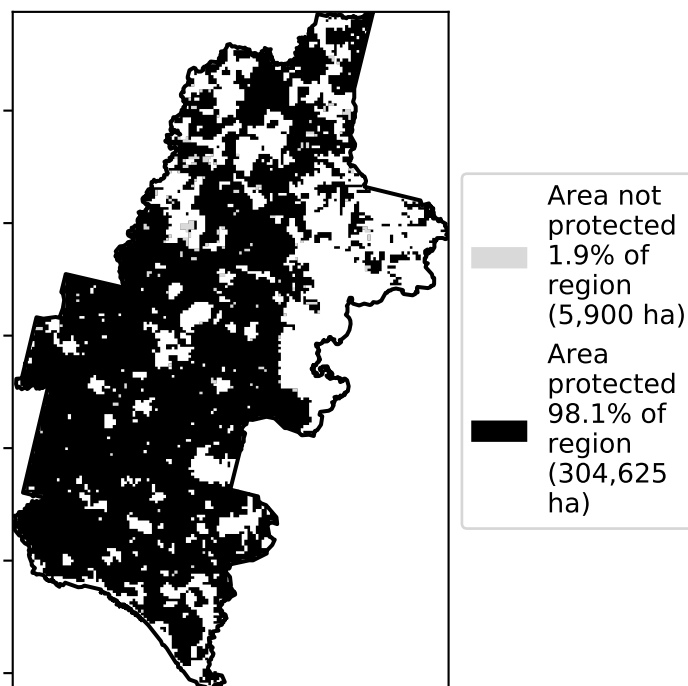 Area not
protected
1.9% of
region
(5,900 ha)
Area
protected
98.1% of
region
(304,625
ha)